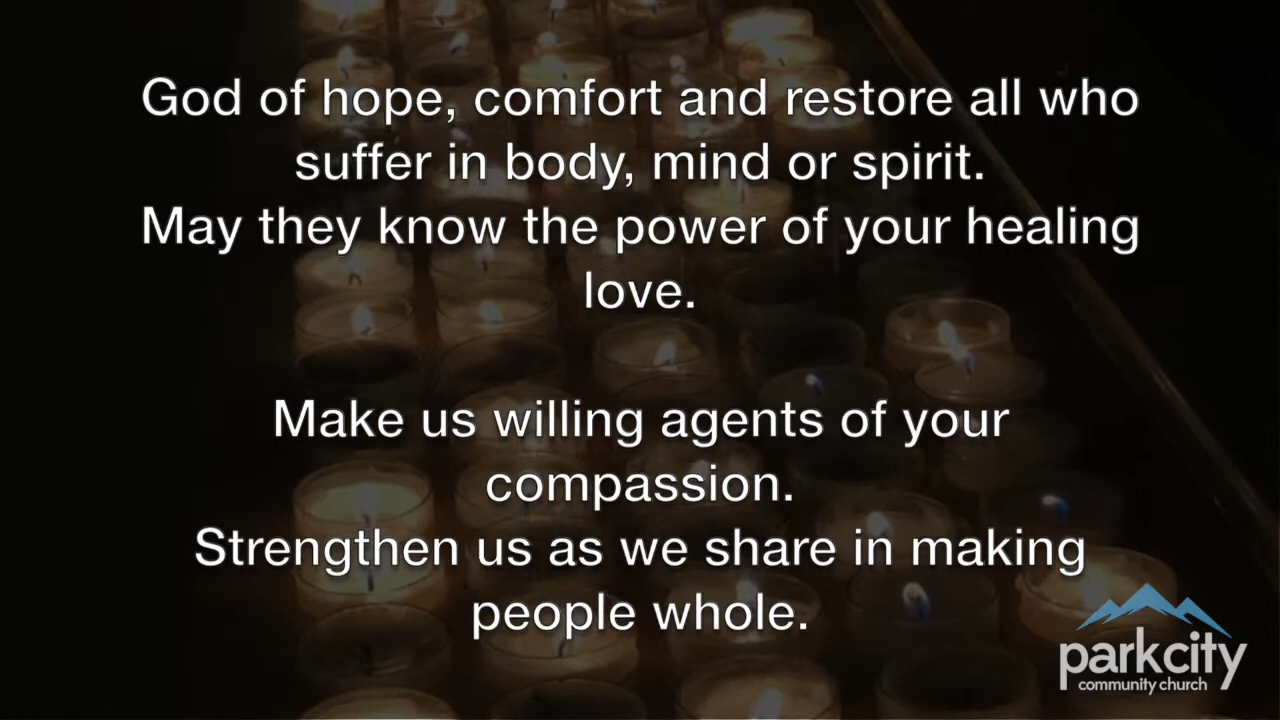 God of hope, comfort and restore all who
suffer in body, mind or spirit.
May they know the power of your healing
love.
Make us willing agents of your
compassion.
Strengthen us as we share in making
people whole.
parkcity
community church